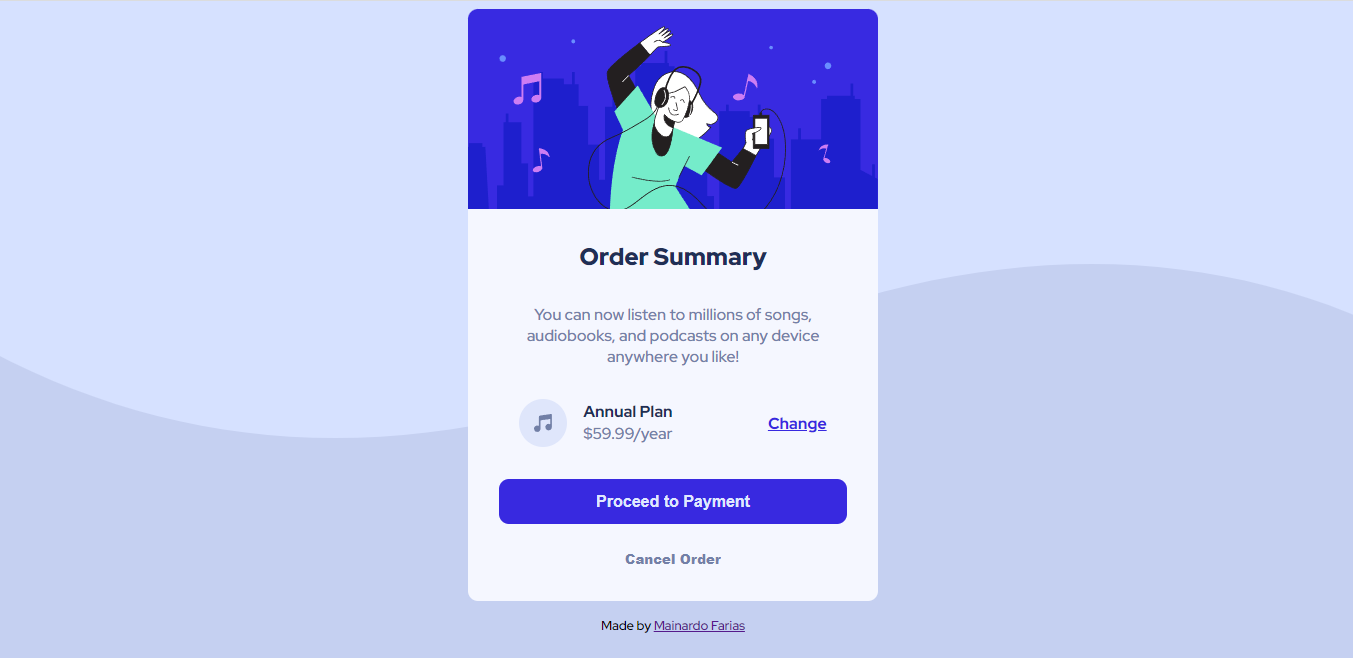 Order Summary
You can now listen to millions of songs,
audiobooks, and podcasts on any device
anywhere you like!
Annual Plan
$59.99/year
Change
Proceed to Payment
Cancel Order
Made by Mainardo Farias